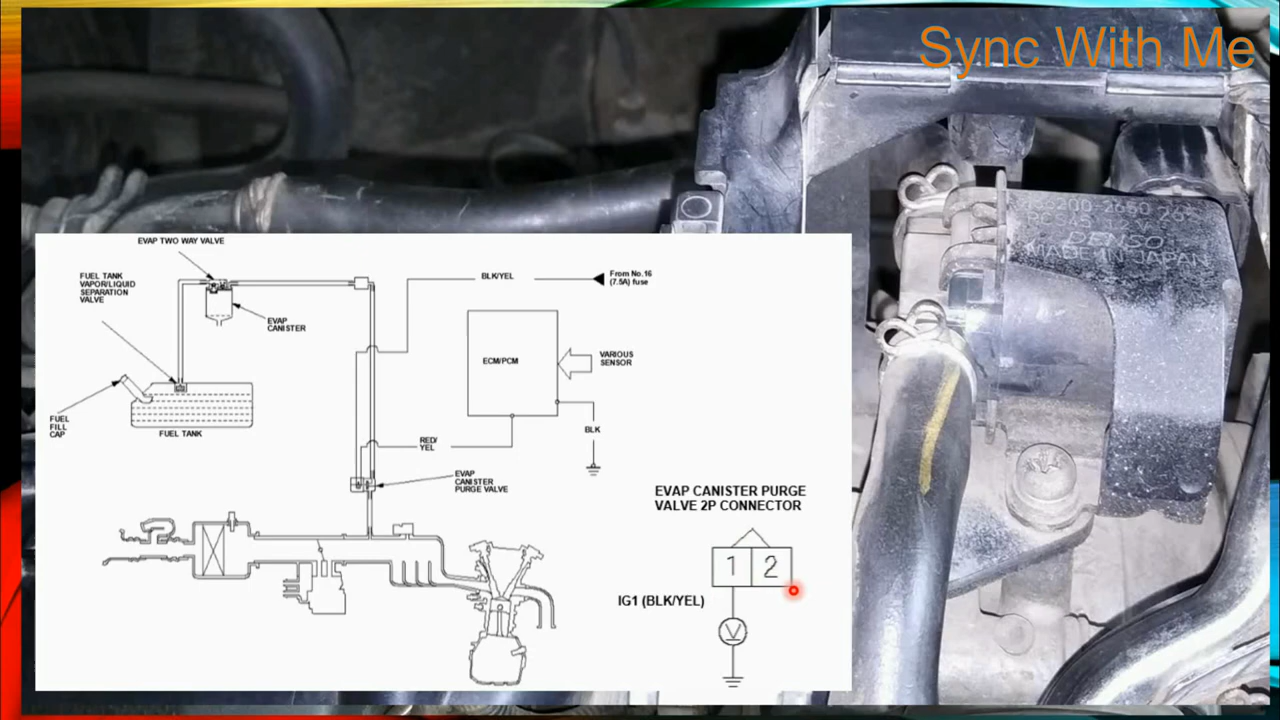 Sync With Me
DENSO
MADE IN JAPAN
EVAP TWO WAY VALVE
FUEL TANK
VAPOR/LIQUID
SEPARATION
VALVE
EVAP
CANISTER
BLK/YEL
From No.16
(7.5A) fuse
ECM/PCM
VARIOUS
SENSOR
FUEL
FILL
CAP
FUEL TANK
RED/
YEL
BLK
EVAP
CANISTER
PURGE VALVE
EVAP CANISTER PURGE
VALVE 2P CONNECTOR
1 2
IG1 (BLK/YEL)
V